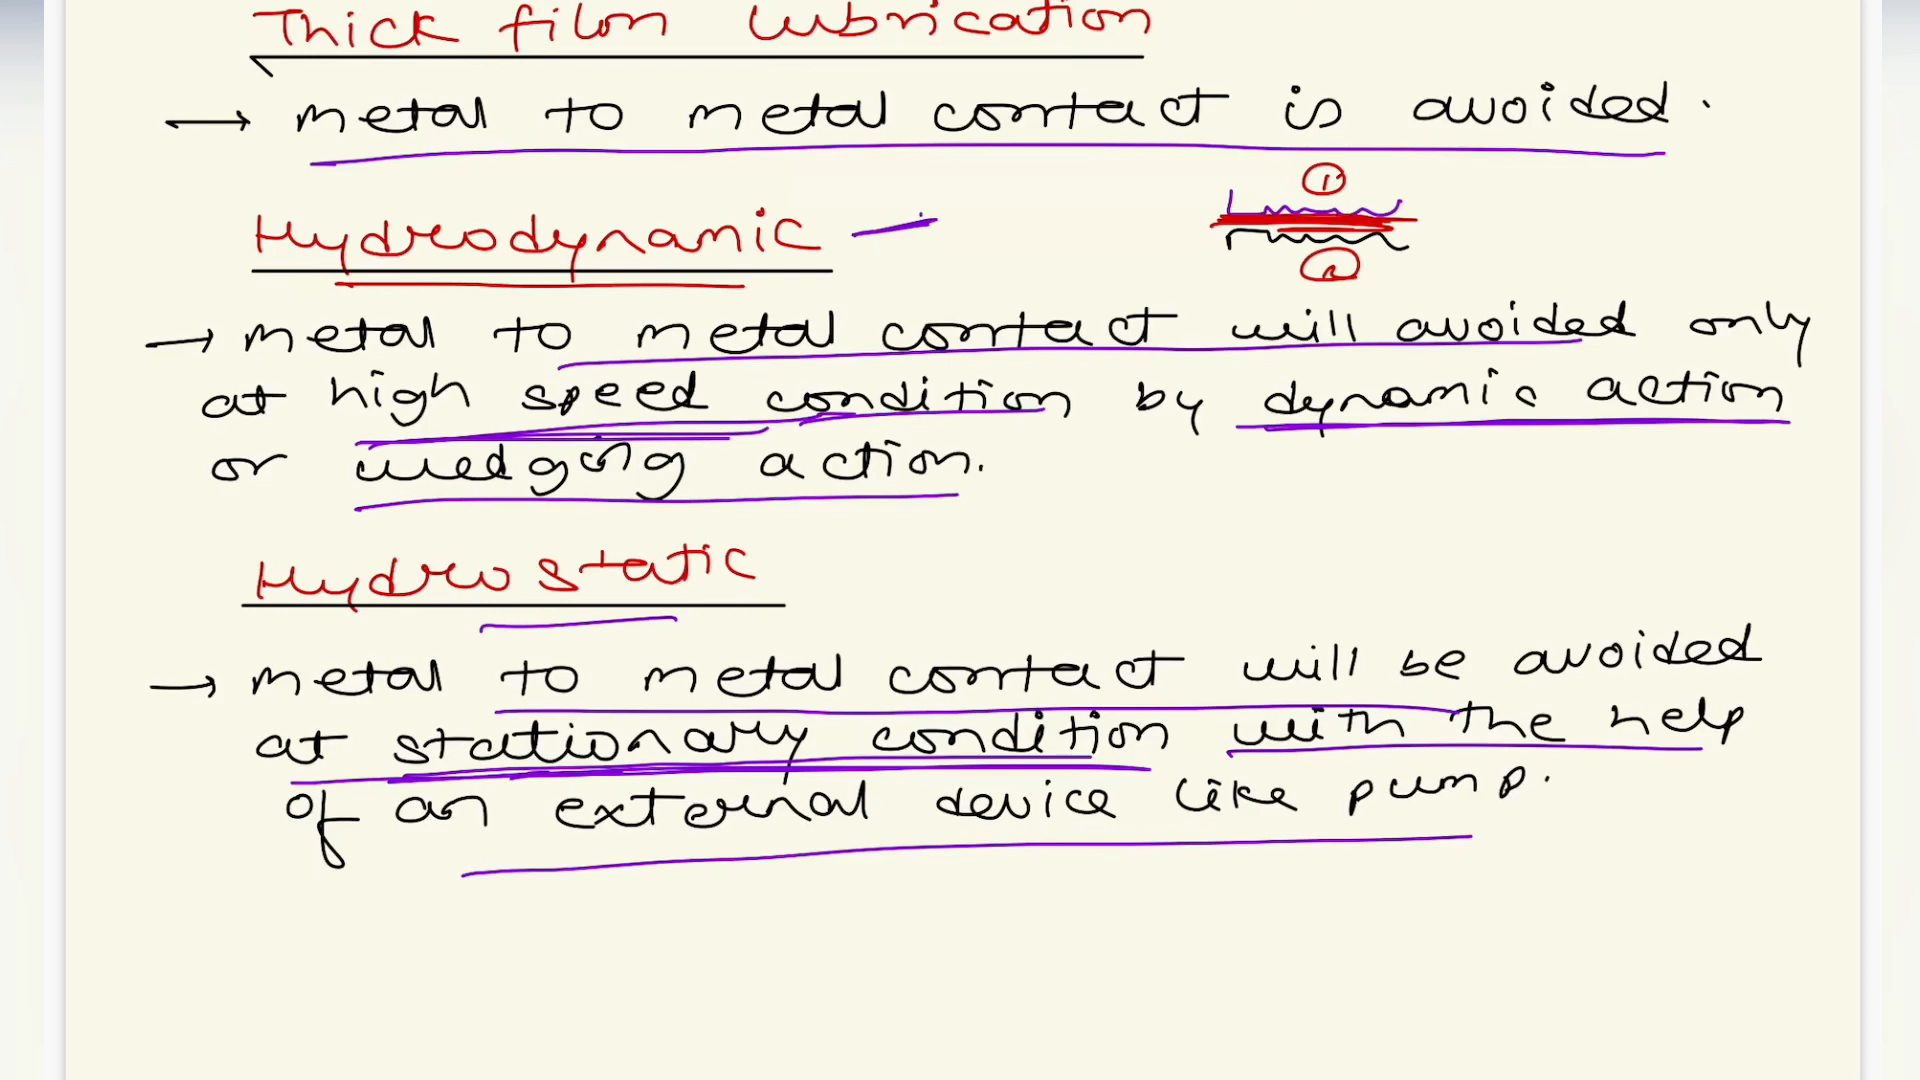 Thick film lubrication
→ metal to metal contact is avoided.
①
Hydrodynamic -
②
→ metal to metal contact will avoided only
at high speed condition by dynamic action
or wedging action.
Hydrostatic
→ metal to metal contact will be avoided
at stationary condition with the help
of an external device like pump.